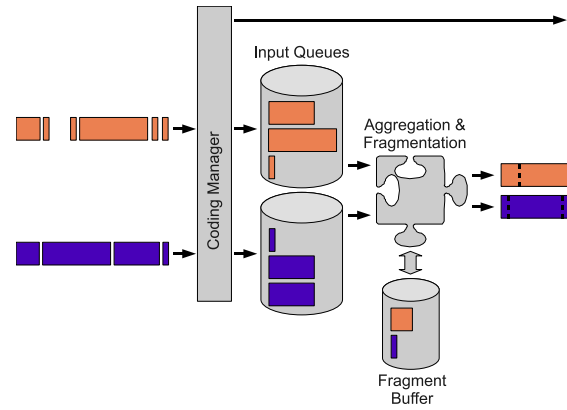 Coding Manager
Input Queues
Aggregation &
Fragmentation
Fragment
Buffer